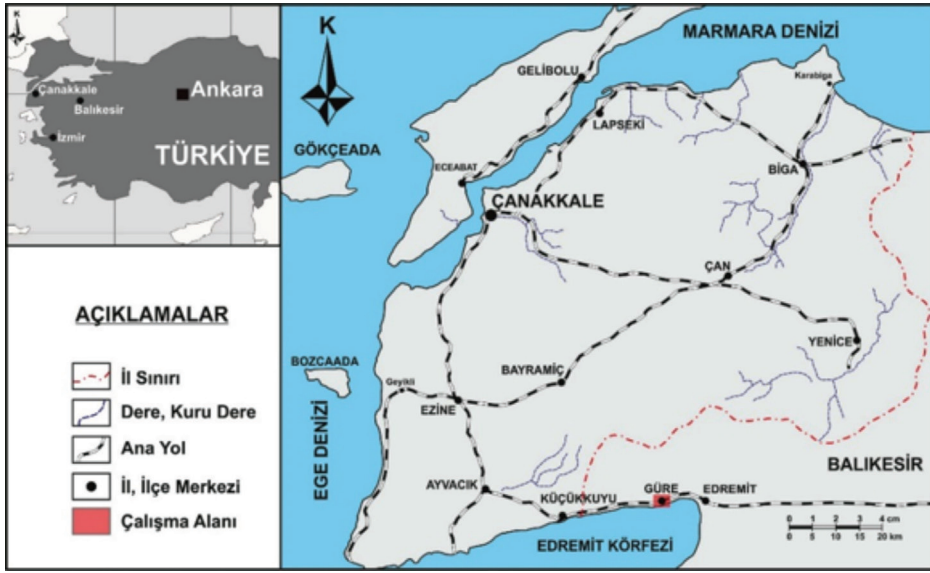 K
Çanakkale
Balıkesir
İzmir
Ankara
TÜRKİYE
AÇIKLAMALAR
İl Sınırı
Dere, Kuru Dere
Ana Yol
İl, İlçe Merkezi
Çalışma Alanı
K
MARMARA DENİZİ
GELİBOLU
Karabiga
LAPSEKİ
GÖKÇEADA
ECEABAT
BİGA
ÇANAKKALE
ÇAN
YENİCE
BOZCAADA
BAYRAMİÇ
Geyikli
EZİNE
EGE DENİZİ
BALIKESİR
AYVACIK
KÜÇÜKKUYU
GÜRE
EDREMİT
EDREMİT KÖRFEZİ
0 1 2 3 4 cm
0 5 10 15 20 km